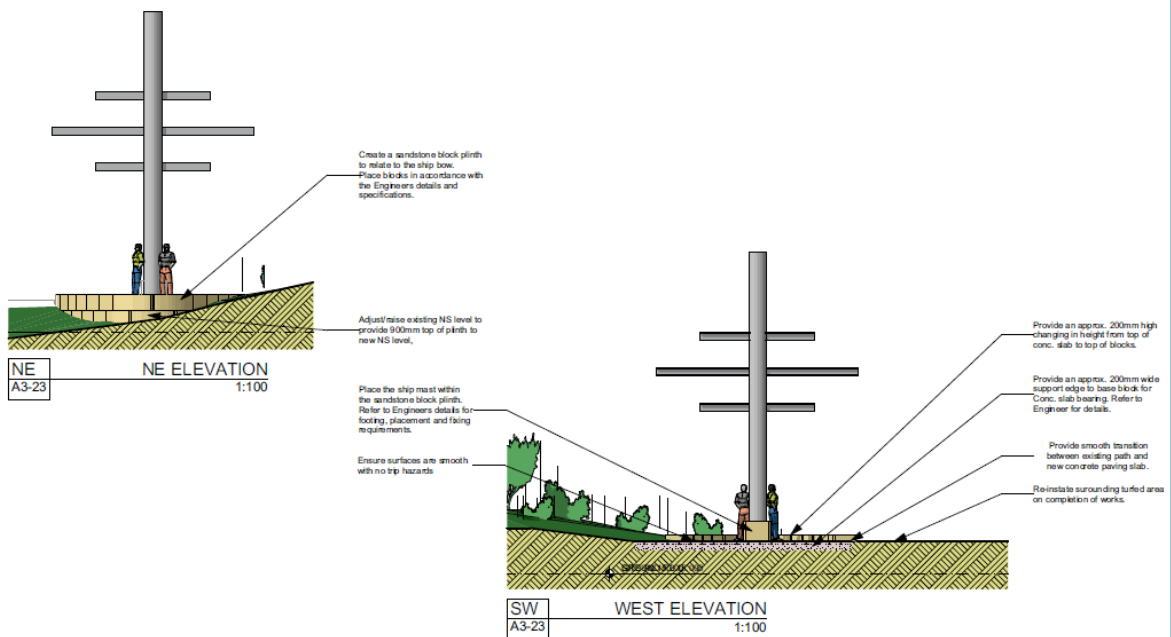 Create a sandstone block plinth
to relate to the ship bow.
Place blocks in accordance with
the Engineers details and
specifications.
Adjust/raise existing NS level to
provide 900mm top of plinth to
new NS level,
NE
NE ELEVATION
A3-23
1:100
Place the ship mast within
the sandstone block plinth.
Refer to Engineers details for
footing, placement and fixing
requirements.
Ensure surfaces are smooth
with no trip hazards
Provide an approx. 200mm high
changing in height from top of
conc. slab to top of blocks.
Provide an approx. 200mm wide
support edge to base block for
Conc. slab bearing. Refer to
Engineer for details.
Provide smooth transition
between existing path and
new concrete paving slab.
Re-instate surounding turfed area
on completion of works.
SW
WEST ELEVATION
A3-23
1:100